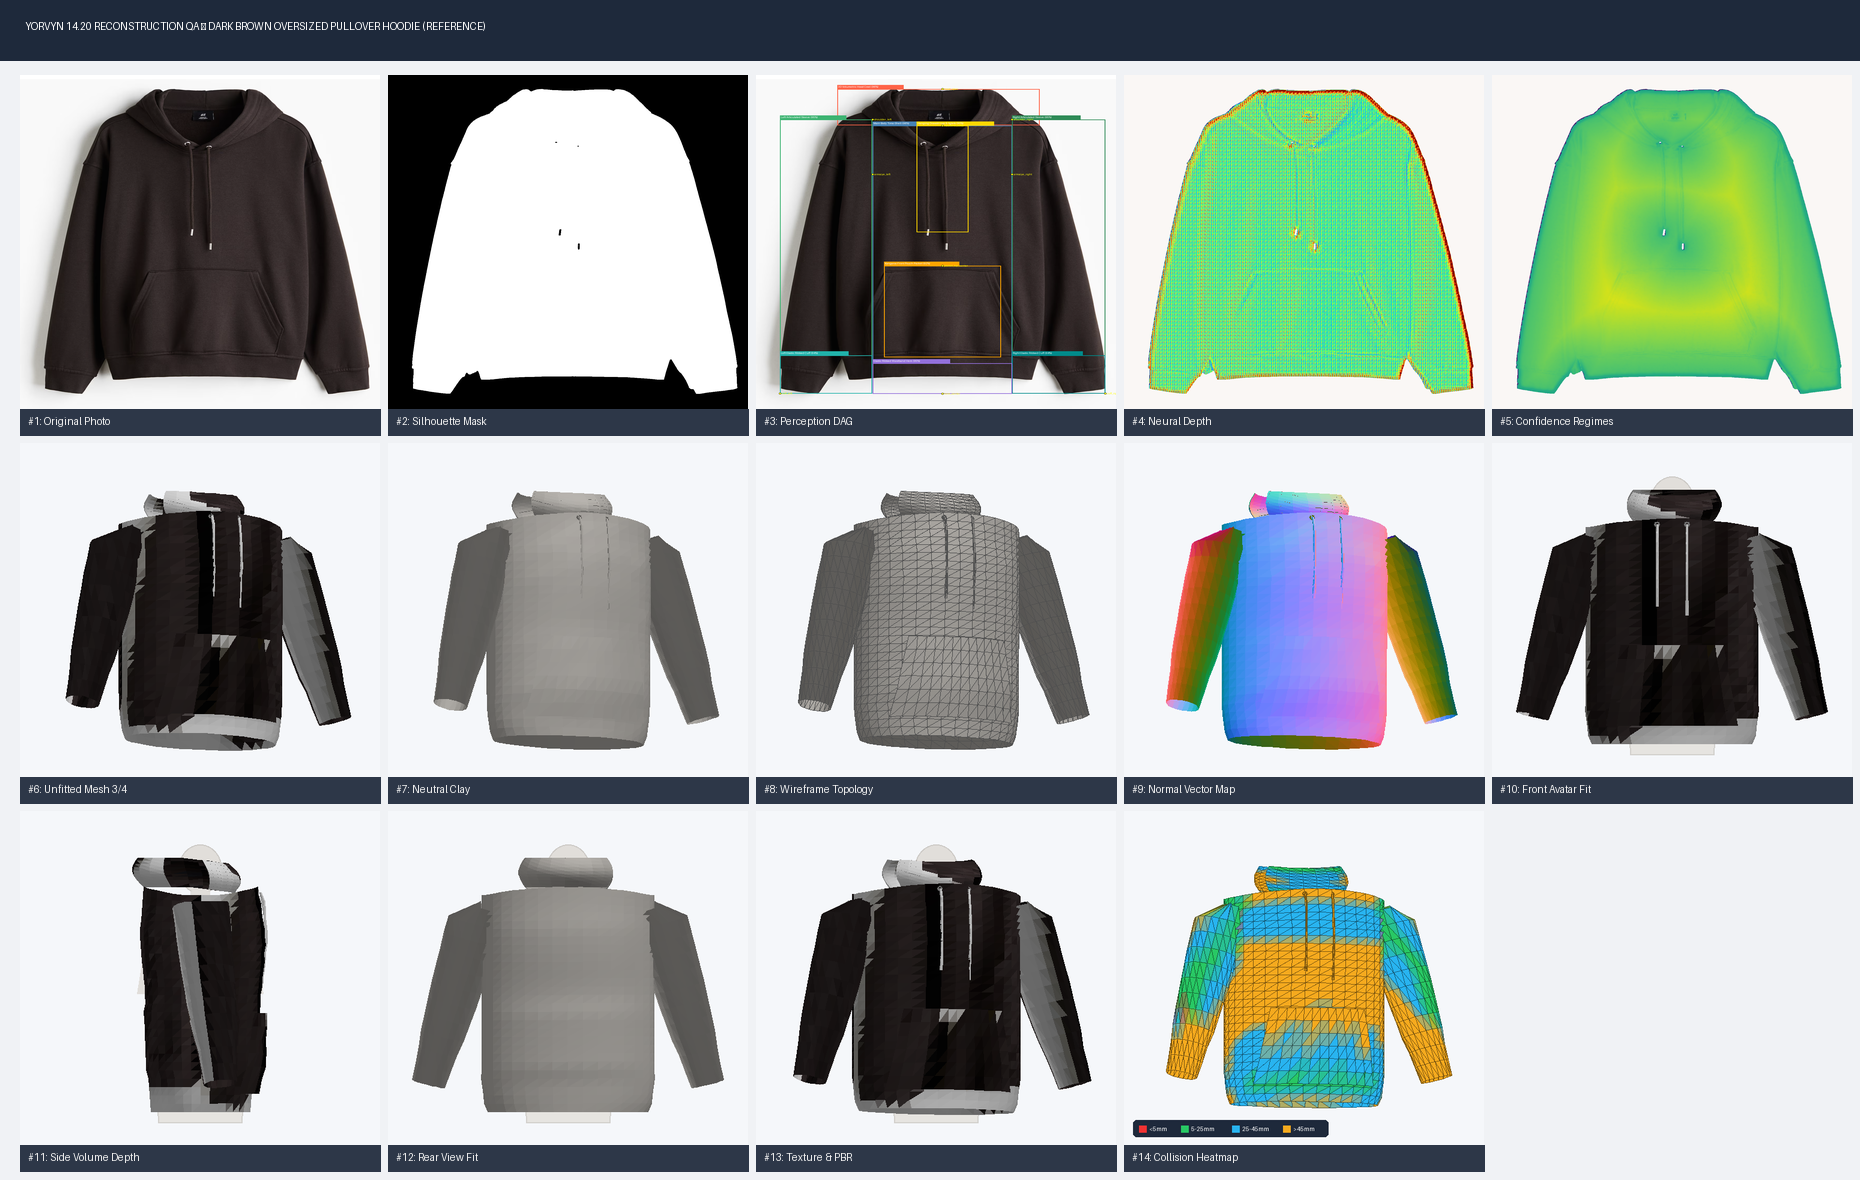 YORVYN 14.20 RECONSTRUCTION QA DARK BROWN OVERSIZED PULLOVER HOODIE (REFERENCE)
#1: Original Photo
#2: Silhouette Mask
#3: Perception DAG
#4: Neural Depth
#5: Confidence Regimes
#6: Unfitted Mesh 3/4
#7: Neutral Clay
#8: Wireframe Topology
#9: Normal Vector Map
#10: Front Avatar Fit
<5mm 5-25mm 25-45mm >45mm
#11: Side Volume Depth
#12: Rear View Fit
#13: Texture & PBR
#14: Collision Heatmap